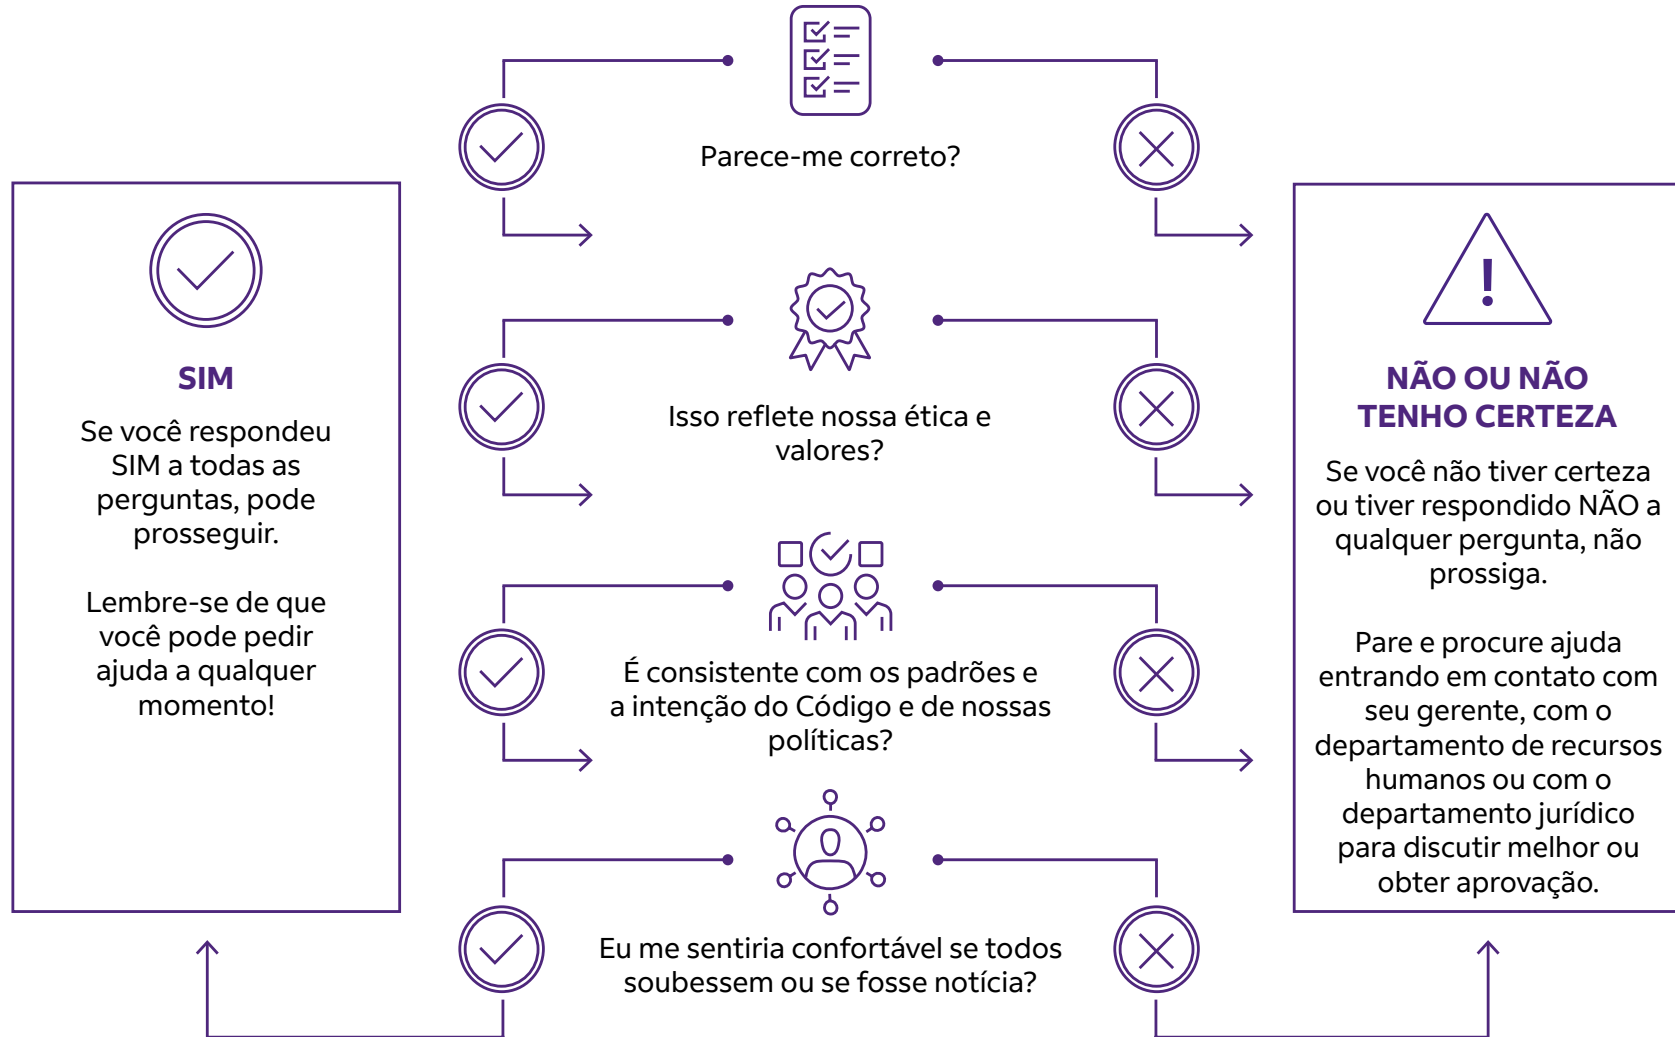 Parece-me correto?
SIM
Se você respondeu
SIM a todas as
perguntas, pode
prosseguir.
Lembre-se de que
você pode pedir
ajuda a qualquer
momento!
Isso reflete nossa ética e
valores?
É consistente com os padrões e
a intenção do Código e de nossas
políticas?
Eu me sentiria confortável se todos
soubessem ou se fosse notícia?
!
NÃO OU NÃO
TENHO CERTEZA
Se você não tiver certeza
ou tiver respondido NÃO a
qualquer pergunta, não
prossiga.
Pare e procure ajuda
entrando em contato com
seu gerente, com o
departamento de recursos
humanos ou com o
departamento jurídico
para discutir melhor ou
obter aprovação.